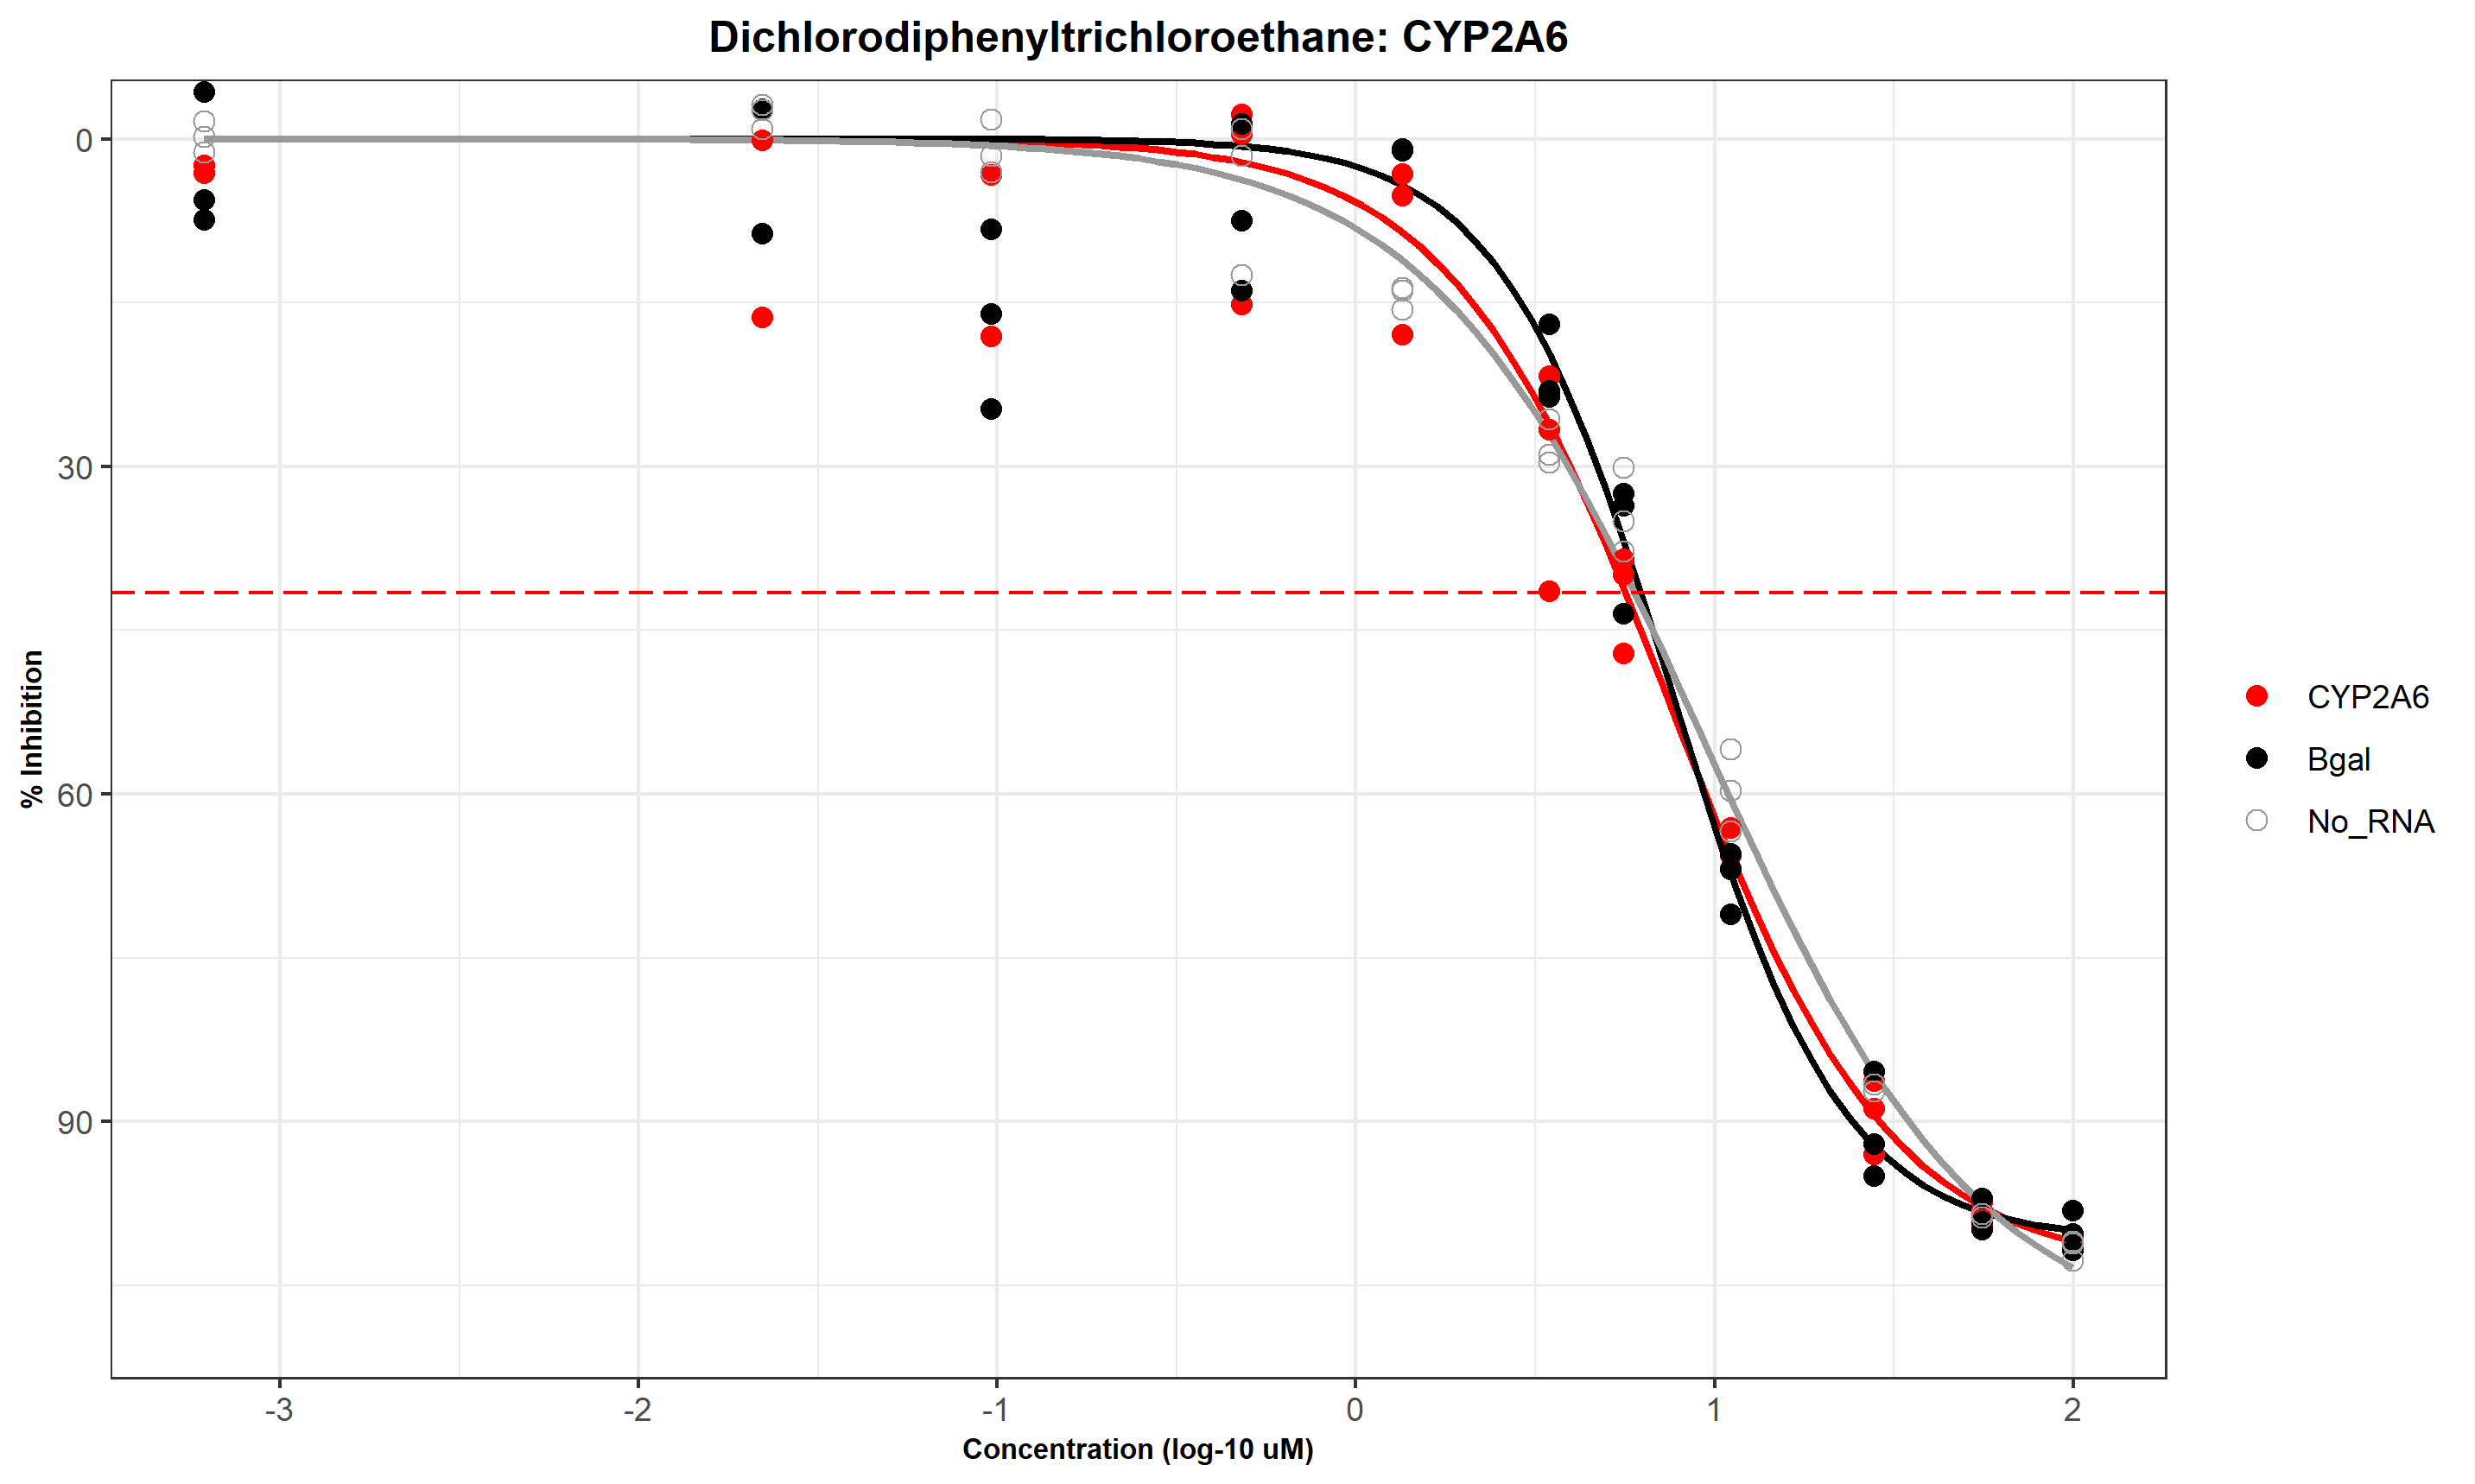 Dichlorodiphenyltrichloroethane: CYP2A6
0
30
60
90
% Inhibition
-3
-2
-1
0
1
2
Concentration (log-10 uM)
CYP2A6
Bgal
No_RNA